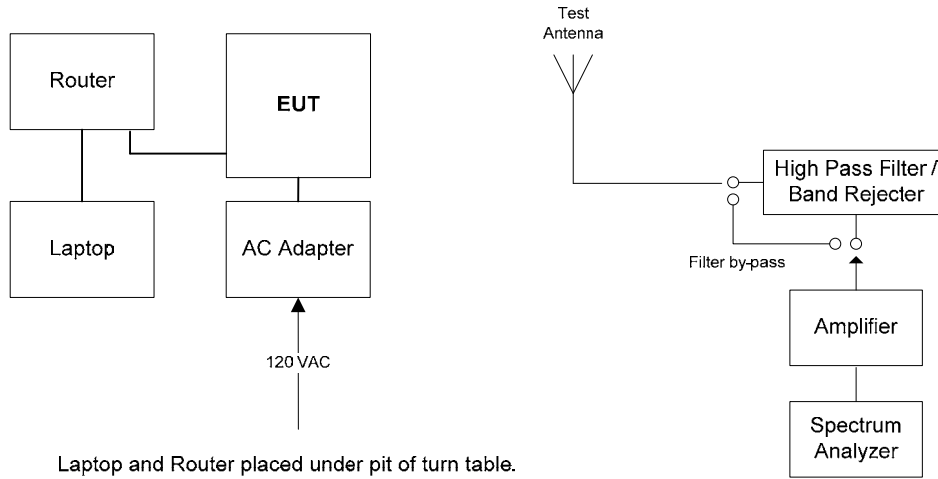 Test
Antenna
Router
EUT
High Pass Filter /
Band Rejecter
Laptop
AC Adapter
Filter by-pass
Amplifier
120 VAC
Spectrum
Analyzer
Laptop and Router placed under pit of turn table.